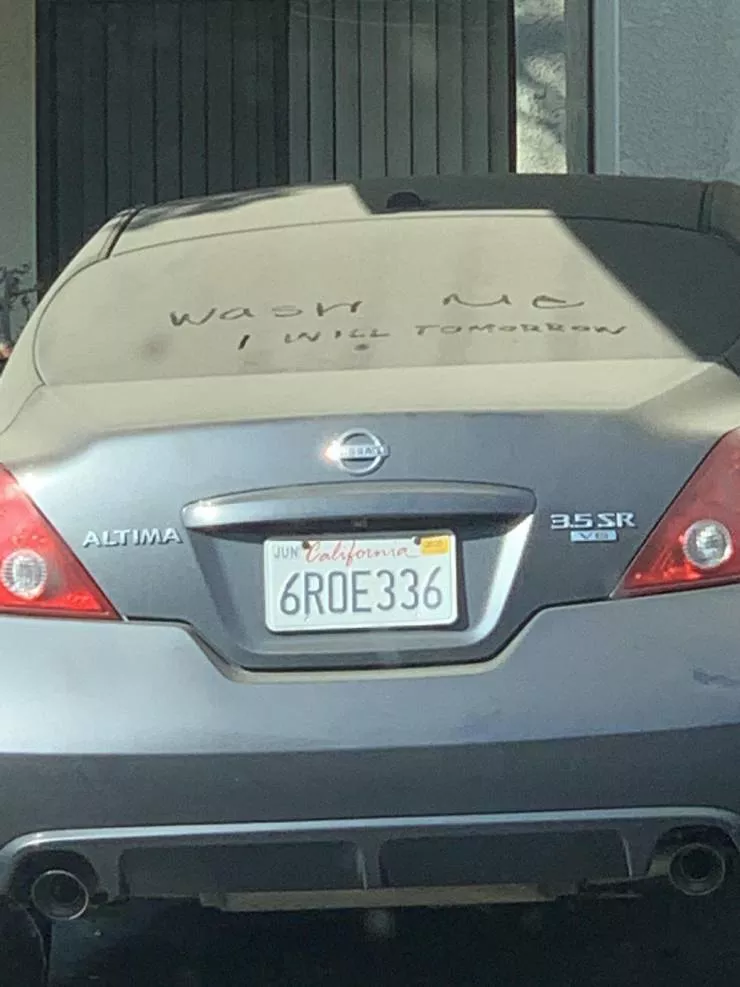 WASH ME
I WILL TOMORROW
NISSAN
ALTIMA
3.5 SR
V6
JUN California
6ROE336